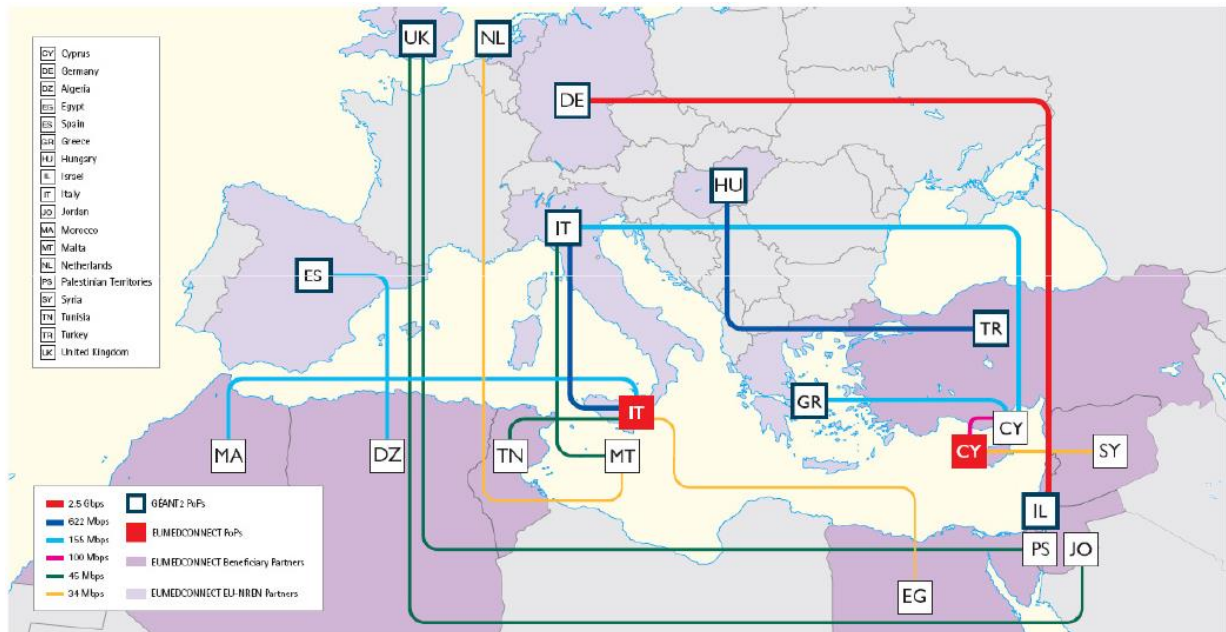 UK
NL
CY Cyprus
DE Germany
DZ Algeria
EG Egypt
ES Spain
GR Greece
HU Hungary
IL Israel
IT Italy
JO Jordan
MA Morocco
MT Malta
NL Netherlands
PS Palestinian Territories
SY Syria
TN Tunisia
TR Turkey
UK United Kingdom
DE
HU
IT
ES
TR
GR
IT
CY
MA
DZ
TN
MT
CY
SY
IL
PS
JO
EG
2.5 Gbps
622 Mbps
155 Mbps
100 Mbps
45 Mbps
34 Mbps
GÉANT2 PoPs
EUMEDCONNECT PoPs
EUMEDCONNECT Beneficiary Partners
EUMEDCONNECT EU-NREN Partners